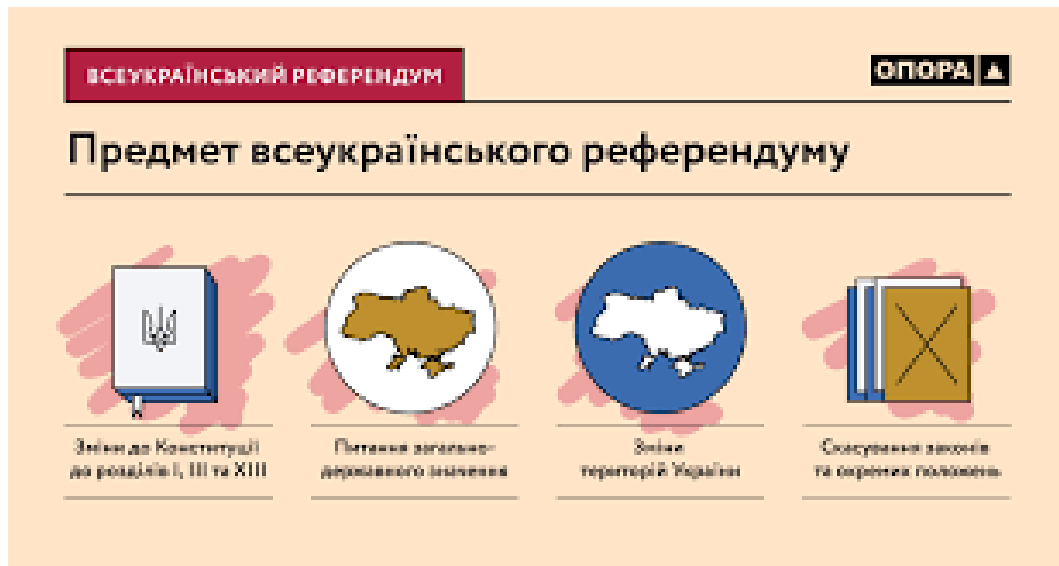 ВСЕУКРАЇНСЬКИЙ РЕФЕРЕНДУМ
ОПОРА
Предмет всеукраїнського референдуму
Зміни до Конституції
до розділів I, III та XIII
Питання загально-
державного значення
Зміни
територій України
Скасування законів
та окремих положень